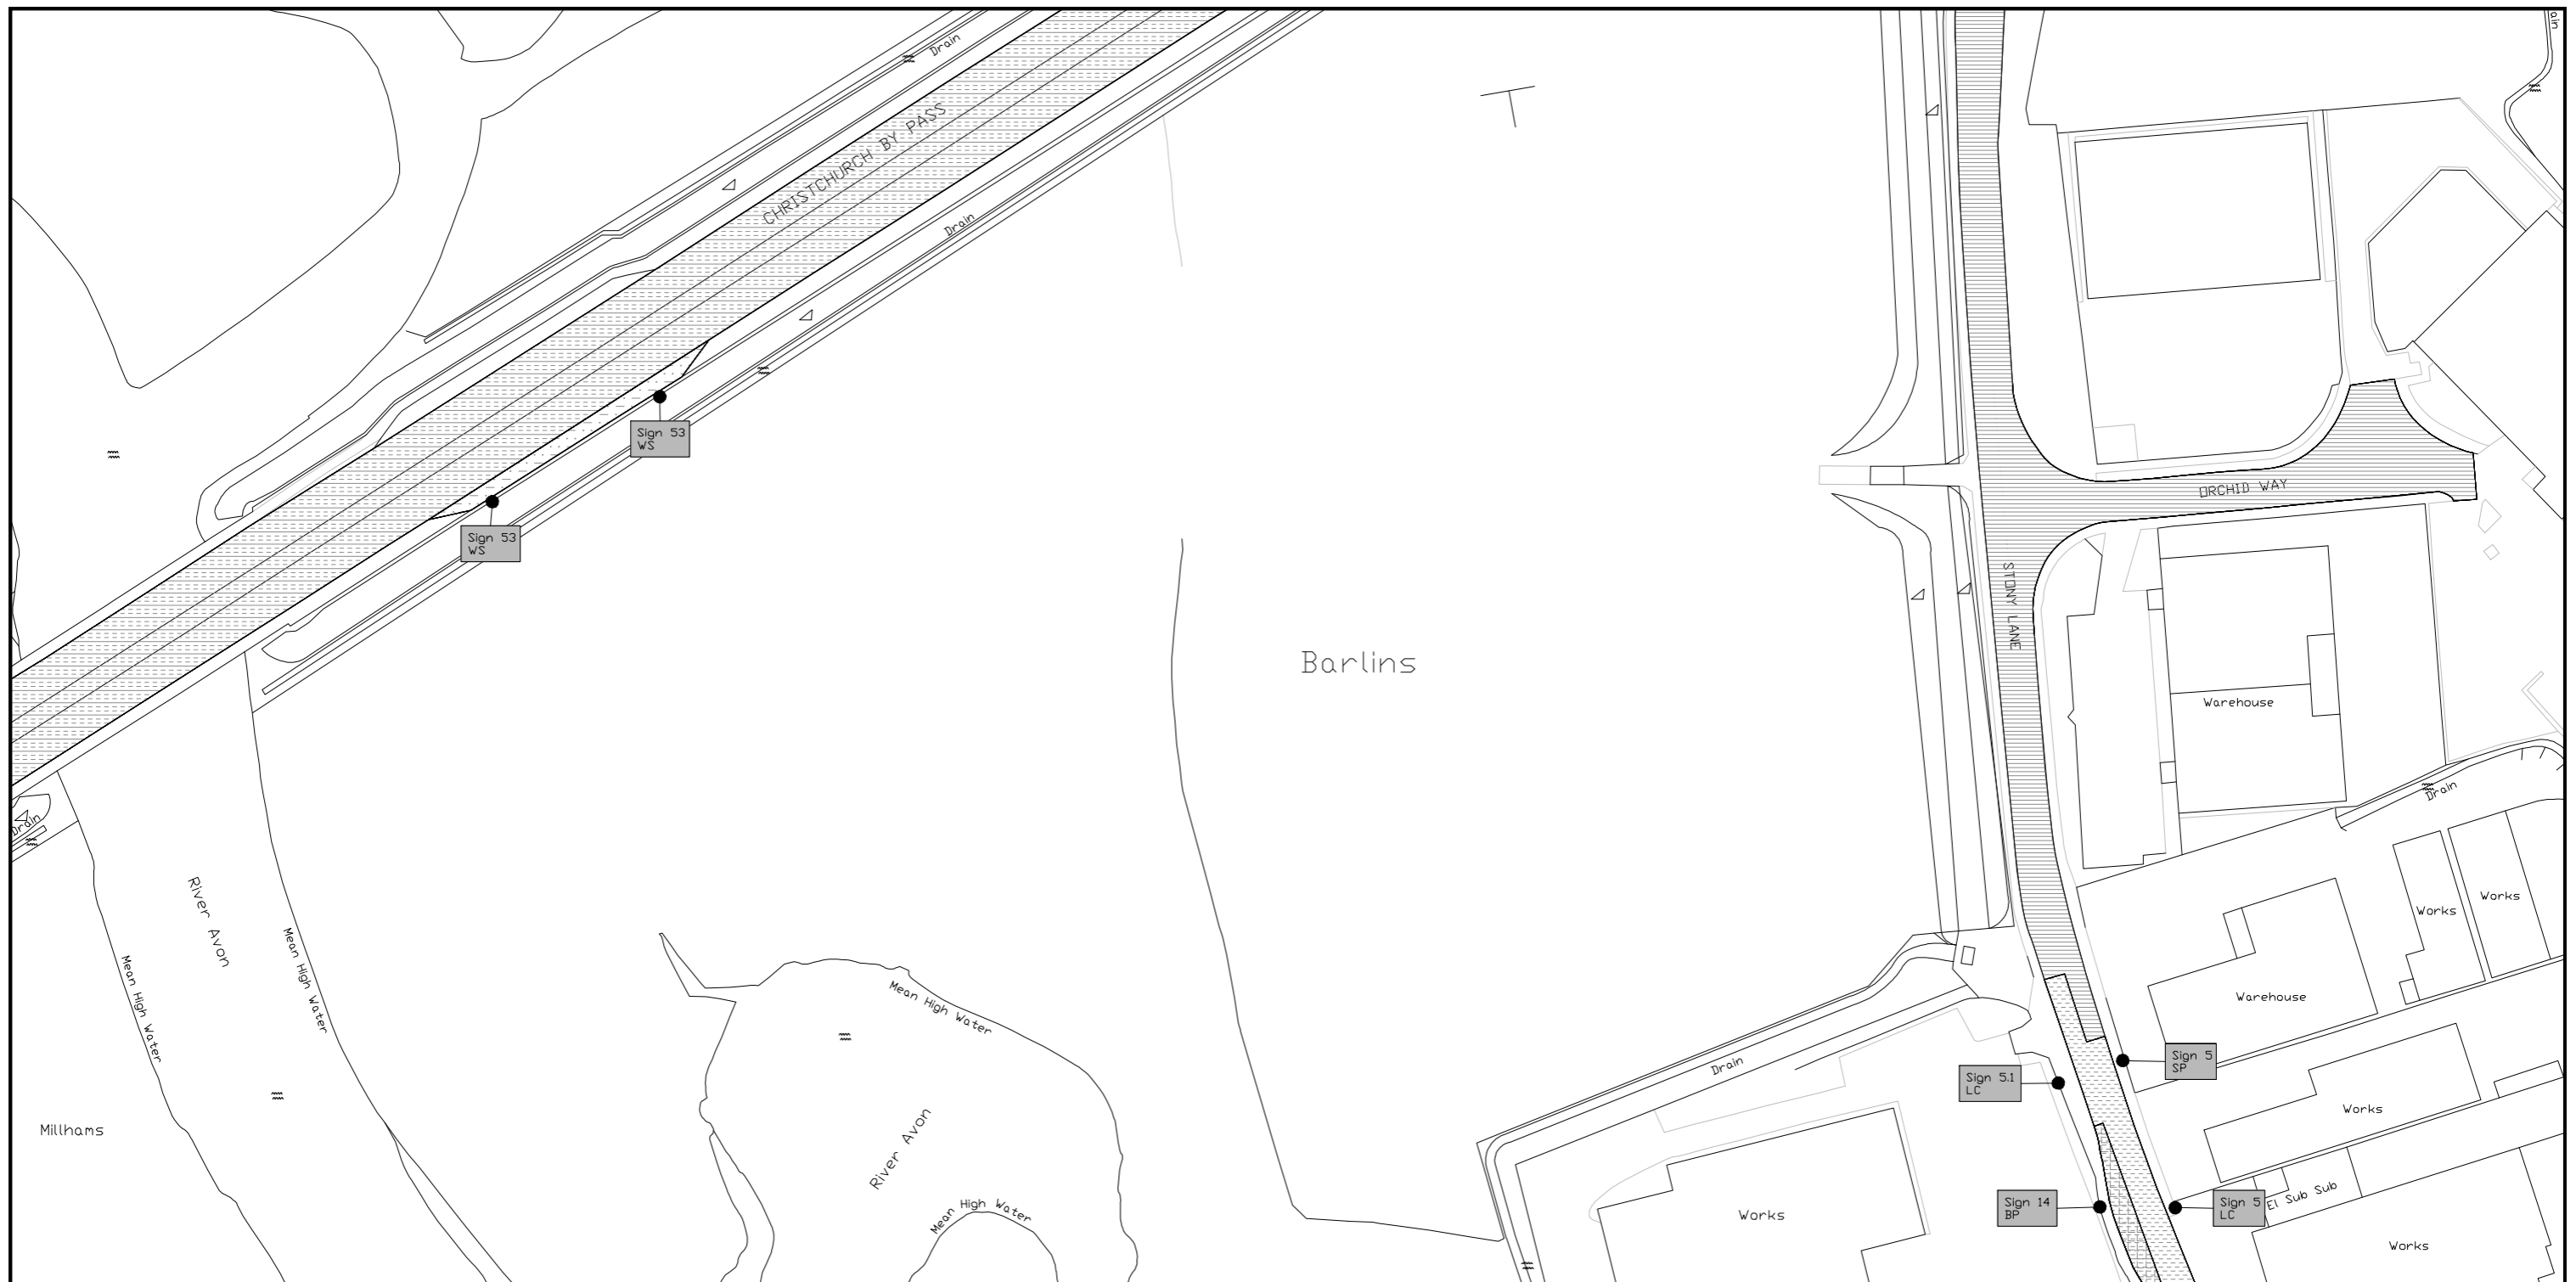 Drain
ain
CHRISTCHURCH BY PASS
Drain
Sign 53
WS
Sign 53
WS
ORCHID WAY
STONY LANE
Barlins
Warehouse
Drain
Drain
River Avon
Mean High Water
Mean High Water
Works
Works
Mean High Water
Warehouse
Drain
Sign 5
SP
Sign 5.1
LC
Millhams
River Avon
Works
Mean High Water
Sign 14
BP
Sign 5
LC
El Sub Sub
Works
Works